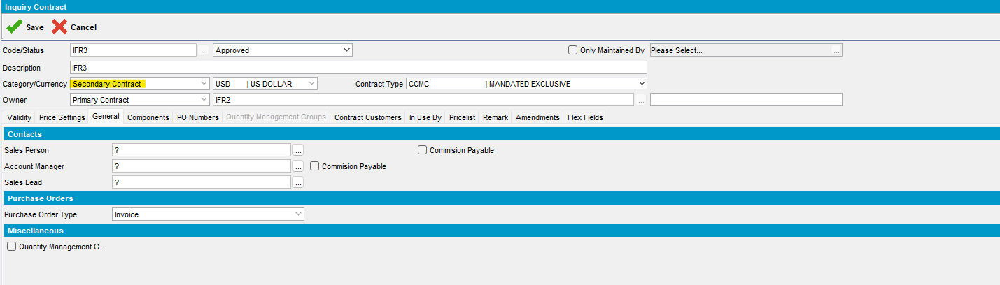 Inquiry Contract
Save Cancel
Code/Status IFR3 ... Approved Only Maintained By Please Select... ...
Description IFR3
Category/Currency Secondary Contract USD | US DOLLAR Contract Type CCMC | MANDATED EXCLUSIVE
Owner Primary Contract IFR2 ...
Validity Price Settings General Components PO Numbers Quantity Management Groups Contract Customers In Use By Pricelist Remark Amendments Flex Fields
Contacts
Sales Person ? ... Commision Payable
Account Manager ? ... Commision Payable
Sales Lead ? ...
Purchase Orders
Purchase Order Type Invoice
Miscellaneous
Quantity Management G...